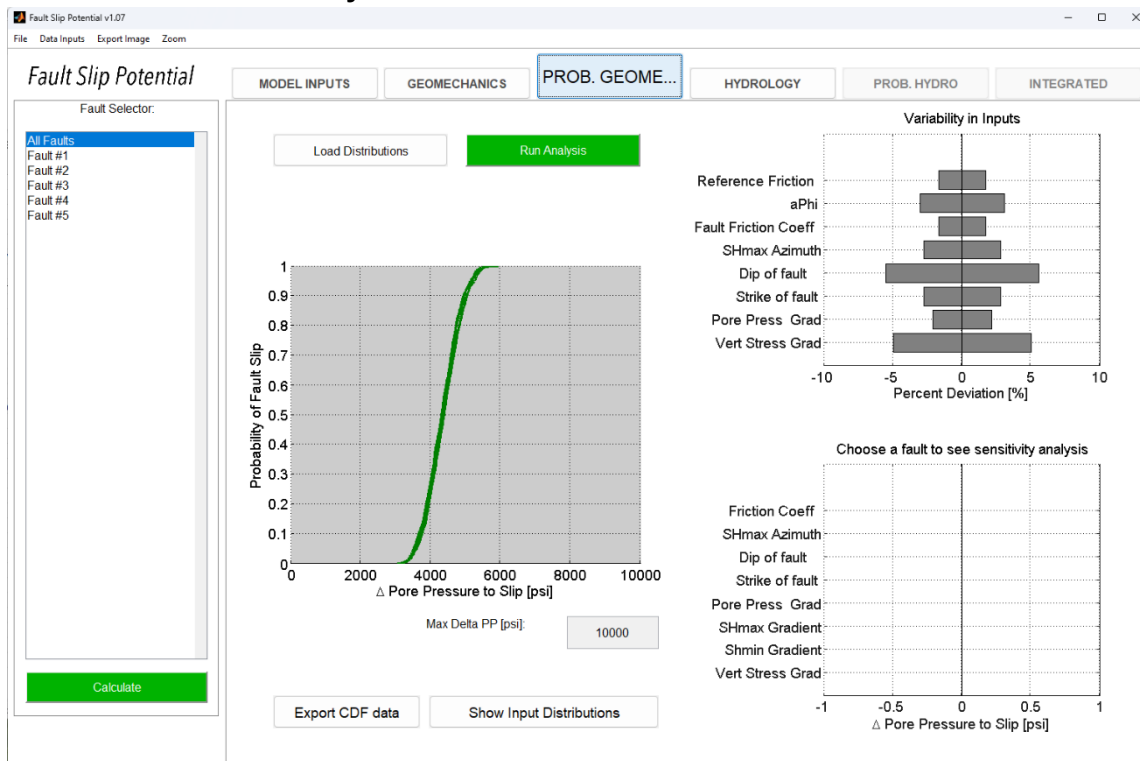 Fault Slip Potential v1.07
File Data Inputs Export Image Zoom
Fault Slip Potential
MODEL INPUTS GEOMECHANICS PROB. GEOME... HYDROLOGY PROB. HYDRO INTEGRATED
Fault Selector:
All Faults
Fault #1
Fault #2
Fault #3
Fault #4
Fault #5
Calculate
Load Distributions Run Analysis
Probability of Fault Slip
1
0.9
0.8
0.7
0.6
0.5
0.4
0.3
0.2
0.1
0
0 2000 4000 6000 8000 10000
Δ Pore Pressure to Slip [psi]
Max Delta PP [psi]: 10000
Export CDF data Show Input Distributions
Variability in Inputs
Reference Friction
aPhi
Fault Friction Coeff
SHmax Azimuth
Dip of fault
Strike of fault
Pore Press Grad
Vert Stress Grad
-10 -5 0 5 10
Percent Deviation [%]
Choose a fault to see sensitivity analysis
Friction Coeff
SHmax Azimuth
Dip of fault
Strike of fault
Pore Press Grad
SHmax Gradient
Shmin Gradient
Vert Stress Grad
-1 -0.5 0 0.5 1
Δ Pore Pressure to Slip [psi]